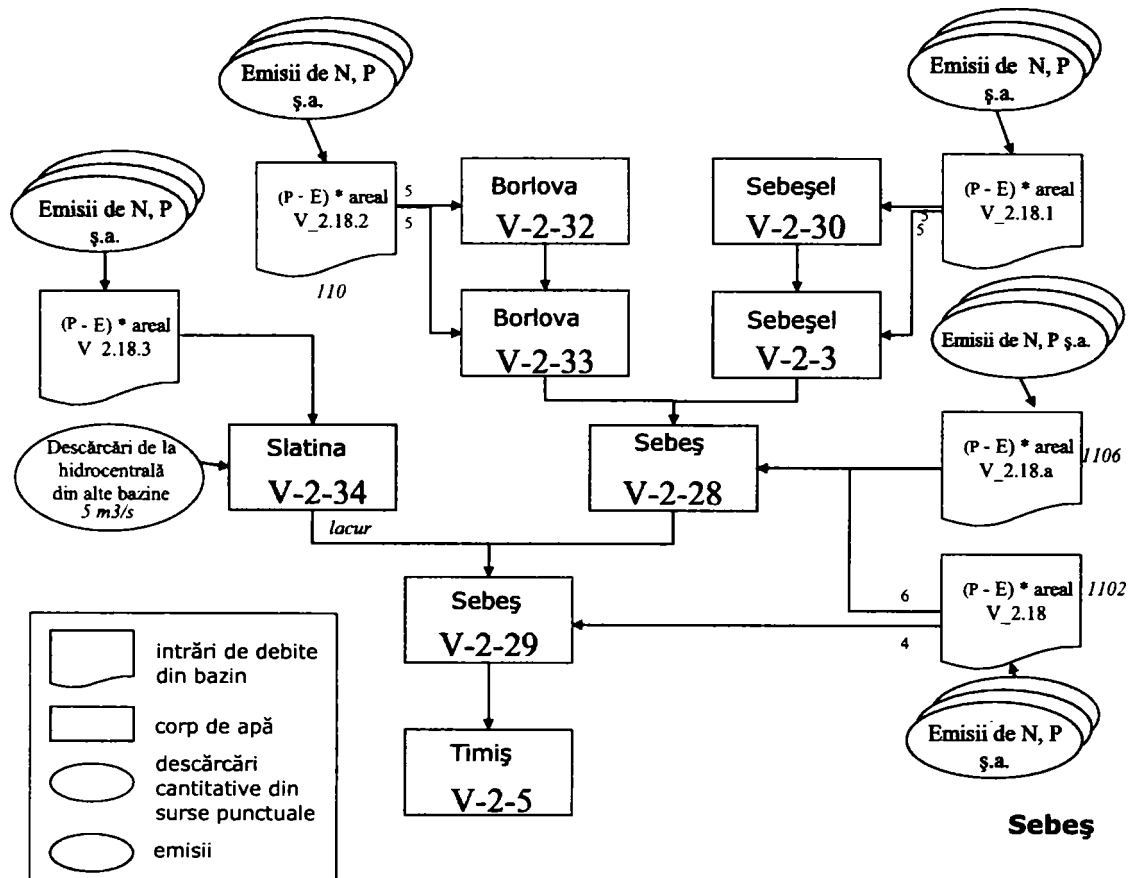 Emisii de N, P
ş.a.
Emisii de N, P
ş.a.
Emisii de N, P
ş.a.
(P - E) * areal
V_2.18.2
110
5
5
Borlova
V-2-32
Sebeşel
V-2-30
5
5
(P - E) * areal
V_2.18.1
(P - E) * areal
V 2.18.3
Borlova
V-2-33
Sebeşel
V-2-3
Emisii de N, P ş.a.
Descărcări de la
hidrocentrală
din alte bazine
5 m3/s
Slatina
V-2-34
lacur
Sebeş
V-2-28
(P - E) * areal
V_2.18.a
1106
Sebeş
V-2-29
6
4
(P - E) * areal
V_2.18
1102
Emisii de N, P
ş.a.
Timiş
V-2-5
intrări de debite
din bazin
corp de apă
descărcări
cantitative din
surse punctuale
emisii
Sebeş